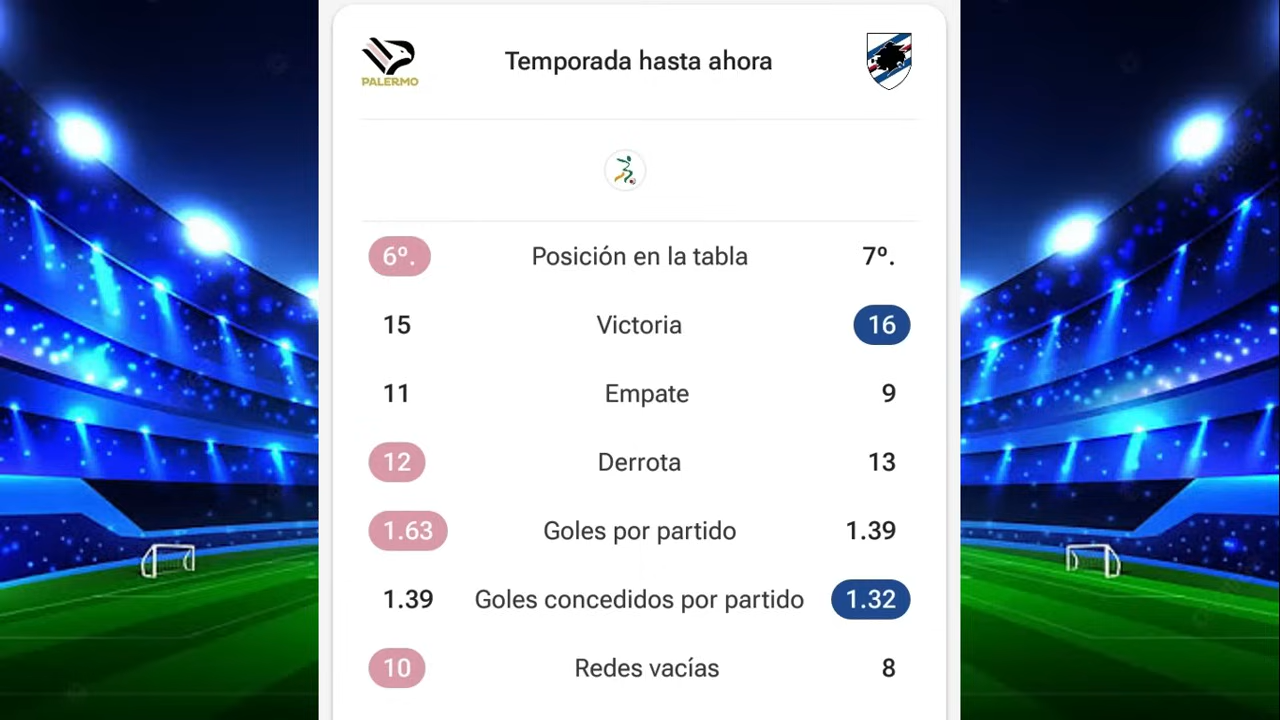 PALERMO
Temporada hasta ahora
6º. Posición en la tabla 7º.
15 Victoria 16
11 Empate 9
12 Derrota 13
1.63 Goles por partido 1.39
1.39 Goles concedidos por partido 1.32
10 Redes vacías 8